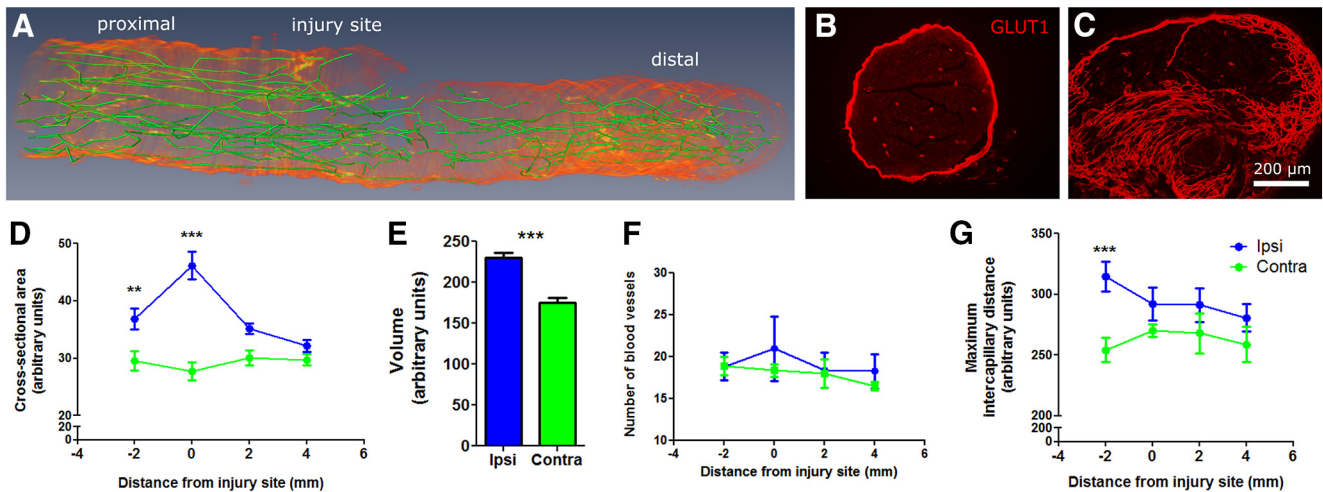 A
proximal
injury site
distal
B
GLUT1
C
200 µm
D
Cross-sectional area
(arbitrary units)
50
40
30
20
20
0
-4
-2
0
2
4
6
Distance from injury site (mm)
E
***
**
***
Volume
(arbitrary units)
250
200
150
100
50
0
Ipsi
Contra
F
Number of blood vessels
30
25
20
15
10
-4
-2
0
2
4
6
Distance from injury site (mm)
G
***
Ipsi
Contra
Maximum
intercapillary distance
(arbitrary units)
350
300
250
200
200
0
-4
-2
0
2
4
6
Distance from injury site (mm)